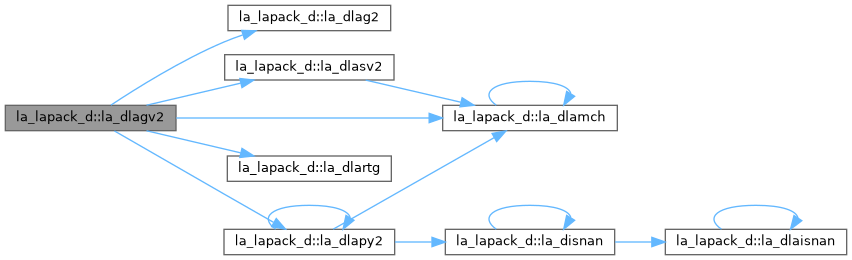 la_lapack_d::la_dlag2
la_lapack_d::la_dlasv2
la_lapack_d::la_dlagv2
la_lapack_d::la_dlamch
la_lapack_d::la_dlartg
la_lapack_d::la_dlapy2
la_lapack_d::la_disnan
la_lapack_d::la_dlaisnan